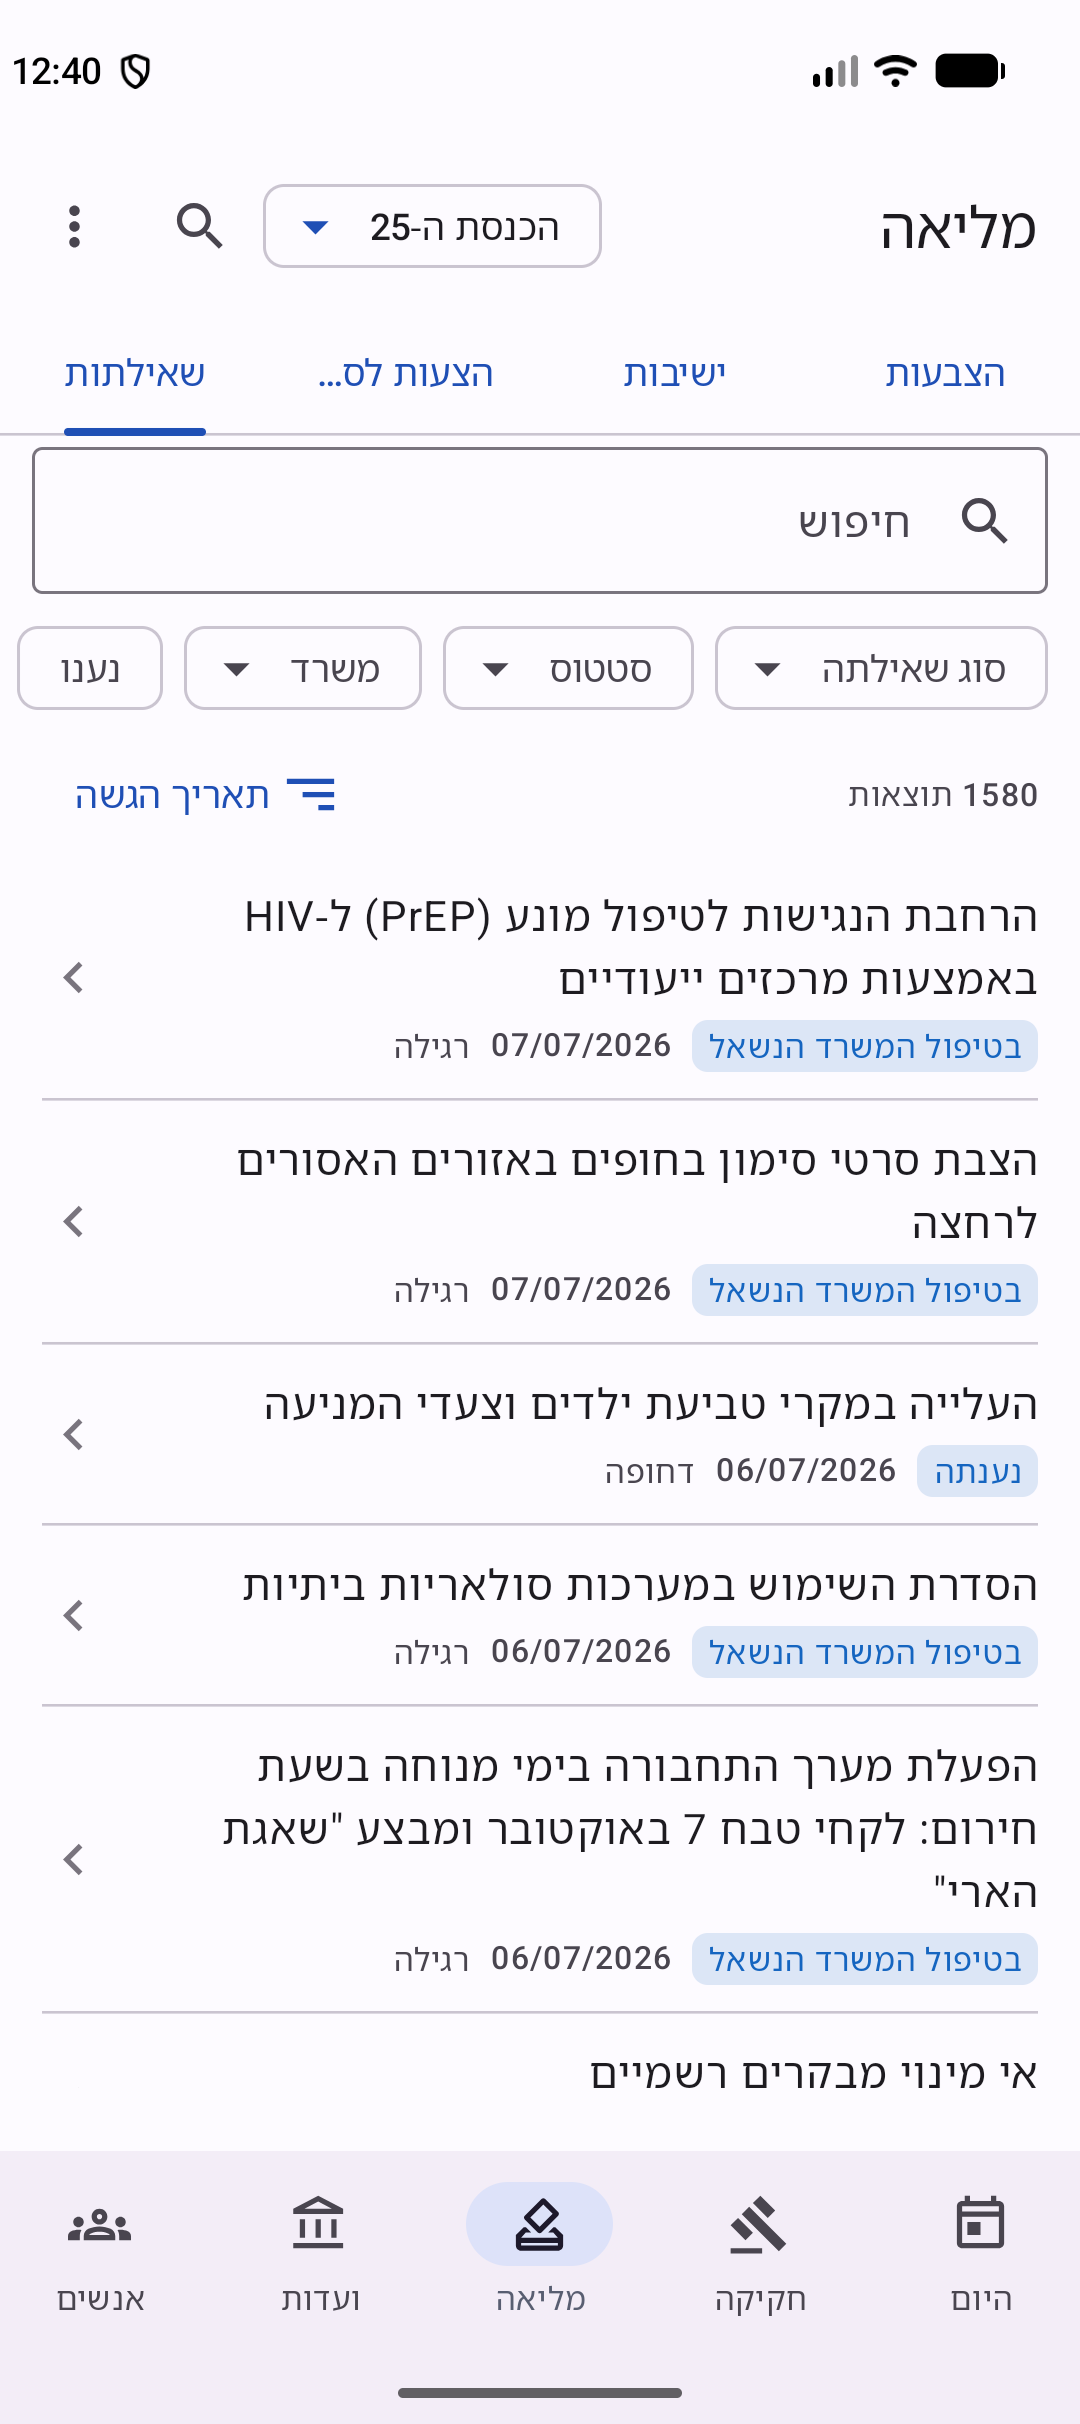 12:40
מליאה
הכנסת ה-25
הצבעות
ישיבות
הצעות לס...
שאילתות
חיפוש
סוג שאילתה
סטטוס
משרד
נענו
1580 תוצאות
תאריך הגשה
הרחבת הנגישות לטיפול מונע (PrEP) ל-HIV
באמצעות מרכזים ייעודיים
בטיפול המשרד הנשאל 07/07/2026 רגילה
הצבת סרטי סימון בחופים באזורים האסורים
לרחצה
בטיפול המשרד הנשאל 07/07/2026 רגילה
העלייה במקרי טביעת ילדים וצעדי המניעה
נענתה 06/07/2026 דחופה
הסדרת השימוש במערכות סולאריות ביתיות
בטיפול המשרד הנשאל 06/07/2026 רגילה
הפעלת מערך התחבורה בימי מנוחה בשעת
חירום: לקחי טבח 7 באוקטובר ומבצע "שאגת
הארי"
בטיפול המשרד הנשאל 06/07/2026 רגילה
אי מינוי מבקרים רשמיים
היום
חקיקה
מליאה
ועדות
אנשים